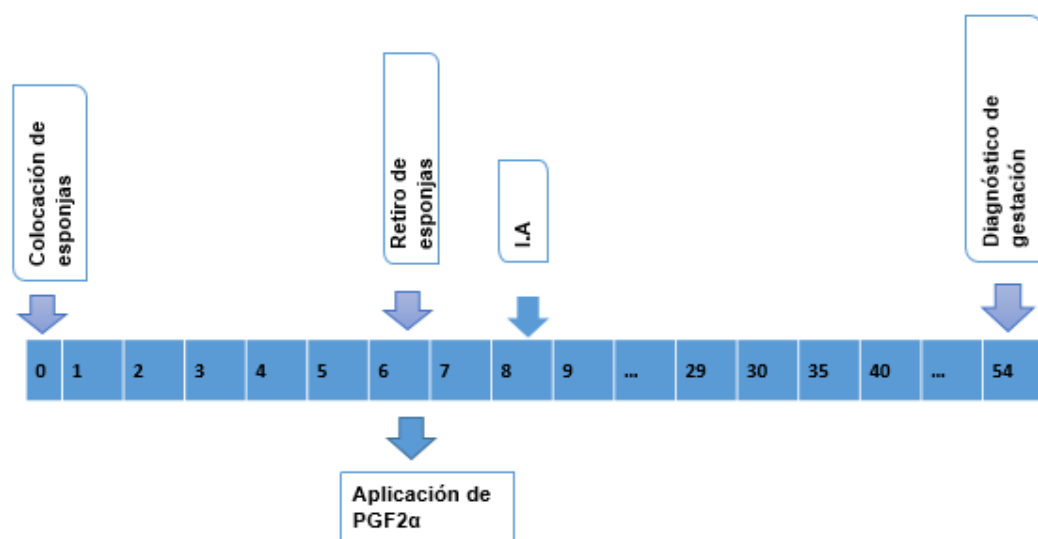 Colocación de
esponjas
Retiro de
esponjas
I.A
Diagnóstico de
gestación
0 1 2 3 4 5 6 7 8 9 ... 29 30 35 40 ... 54
Aplicación de
PGF2α